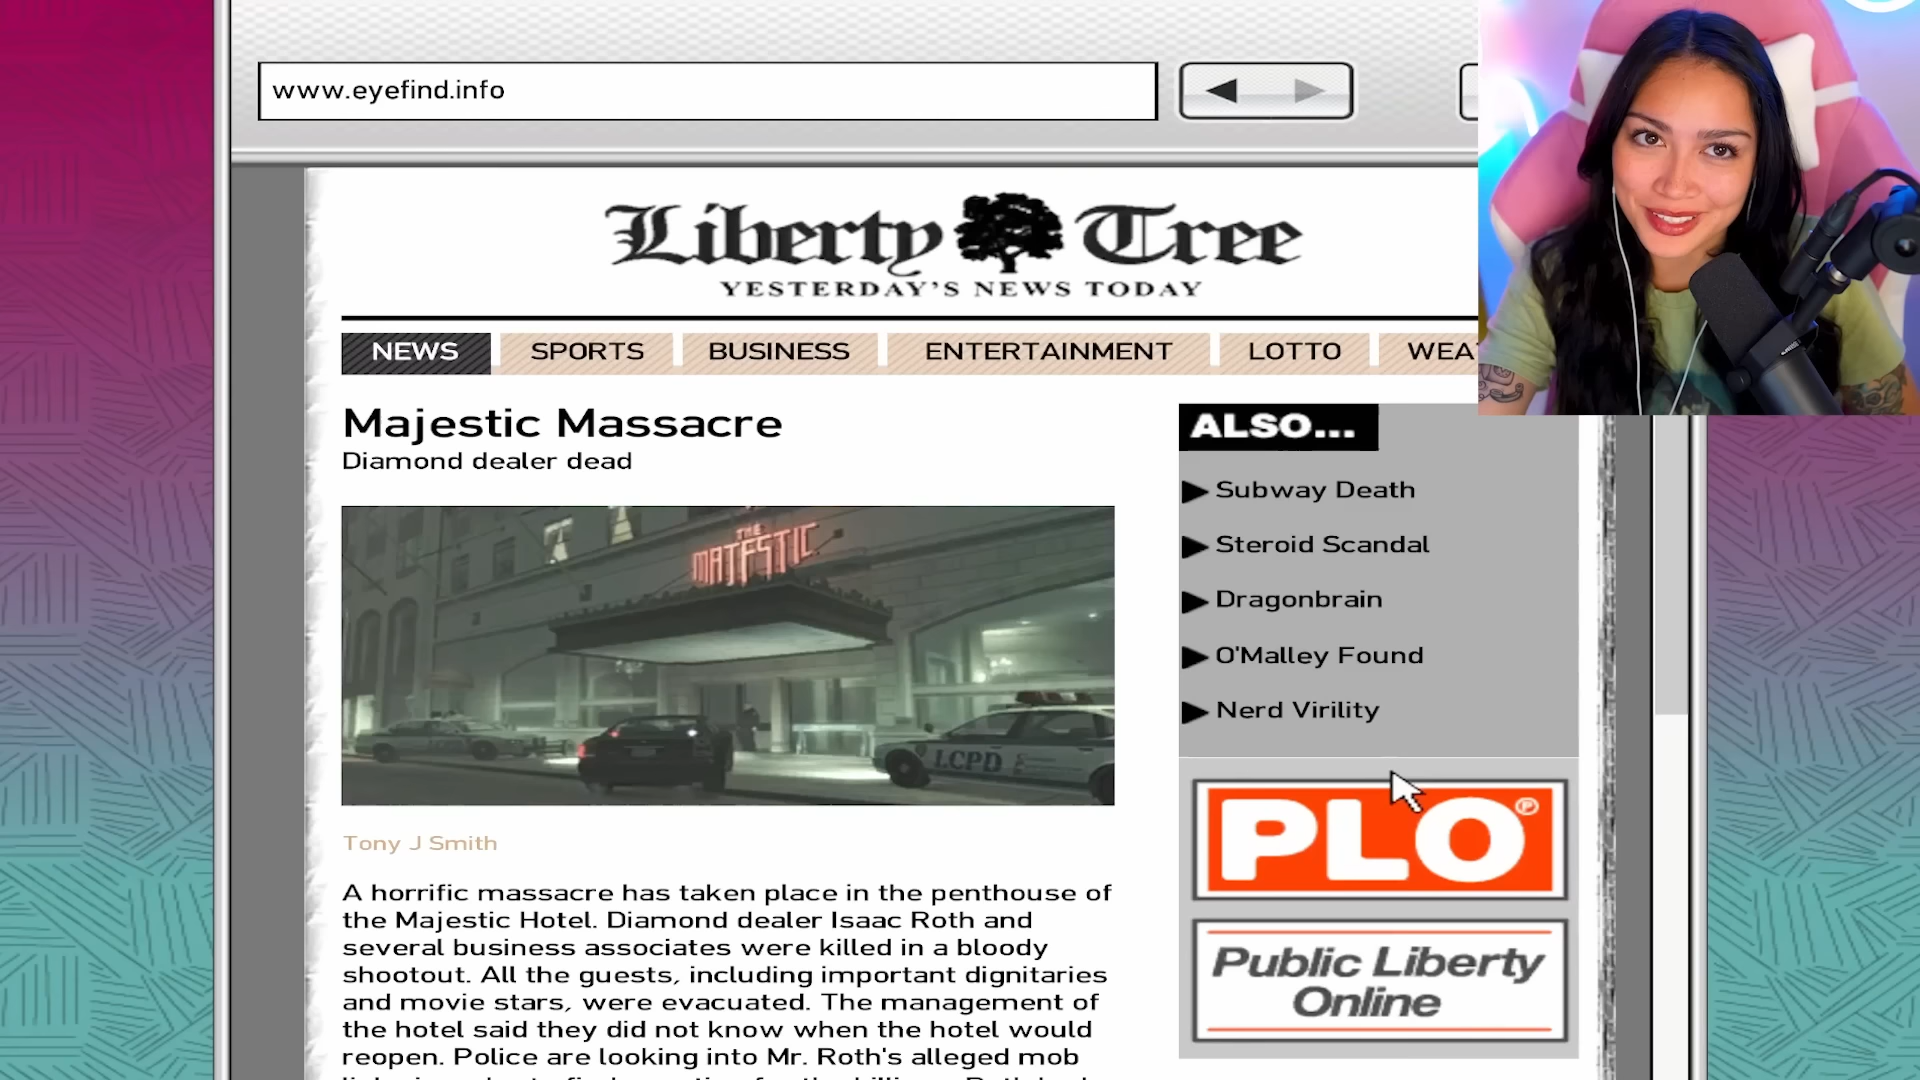 www.eyefind.info
Liberty Tree
YESTERDAY'S NEWS TODAY
NEWS SPORTS BUSINESS ENTERTAINMENT LOTTO WEA
Majestic Massacre
Diamond dealer dead
THE
MAJESTIC
LCPD
Tony J Smith
A horrific massacre has taken place in the penthouse of
the Majestic Hotel. Diamond dealer Isaac Roth and
several business associates were killed in a bloody
shootout. All the guests, including important dignitaries
and movie stars, were evacuated. The management of
the hotel said they did not know when the hotel would
reopen. Police are looking into Mr. Roth's alleged mob
ALSO...
Subway Death
Steroid Scandal
Dragonbrain
O'Malley Found
Nerd Virility
PLO®
Public Liberty
Online